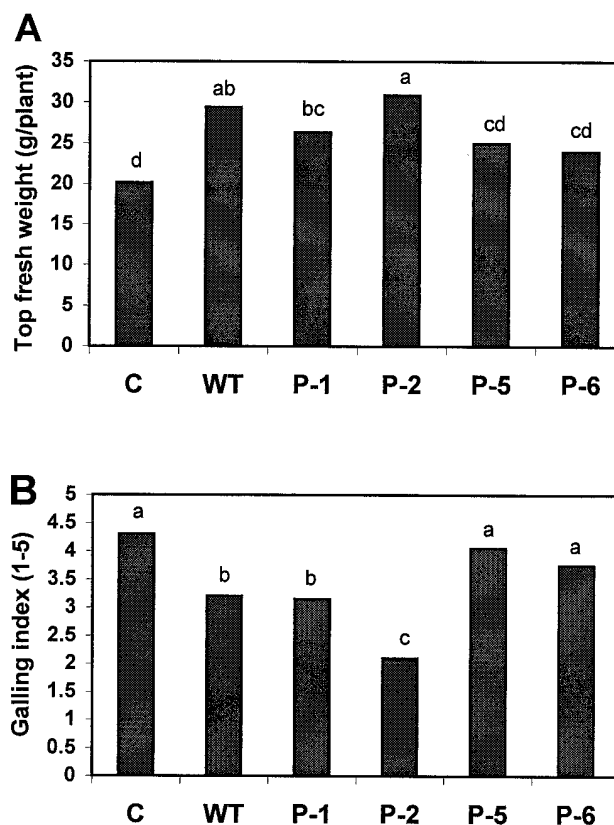 A
Top fresh weight (g/plant)
35
30
25
20
15
10
5
0
d
ab
bc
a
cd
cd
C WT P-1 P-2 P-5 P-6
B
Galling index (1-5)
5
4.5
4
3.5
3
2.5
2
1.5
1
0.5
0
a
b
b
c
a
a
C WT P-1 P-2 P-5 P-6